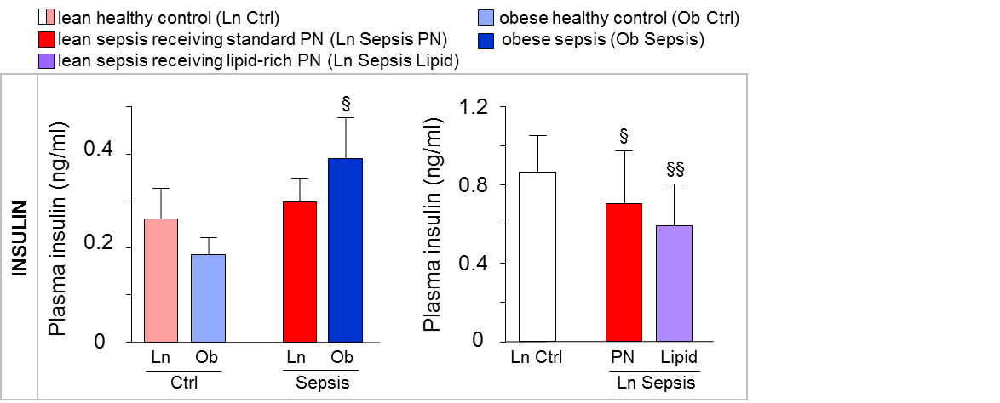 lean healthy control (Ln Ctrl)
lean sepsis receiving standard PN (Ln Sepsis PN)
lean sepsis receiving lipid-rich PN (Ln Sepsis Lipid)
obese healthy control (Ob Ctrl)
obese sepsis (Ob Sepsis)
INSULIN
Plasma insulin (ng/ml)
0.4
0.2
0
§
Ln Ob Ln Ob
Ctrl Sepsis
Plasma insulin (ng/ml)
1.2
0.8
0.4
0
§
§§
Ln Ctrl PN Lipid
Ln Sepsis